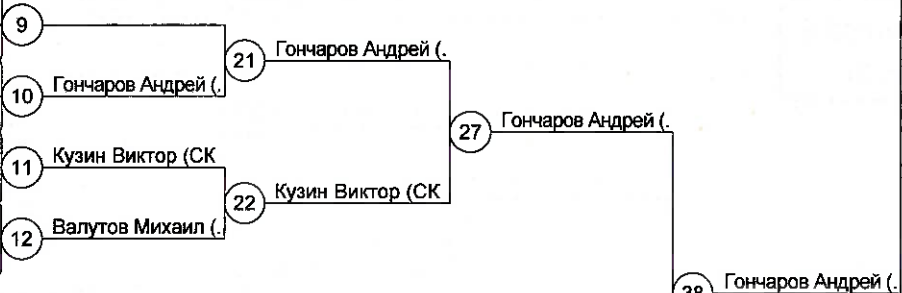 9
21 Гончаров Андрей (.
10 Гончаров Андрей (.
27 Гончаров Андрей (.
11 Кузин Виктор (СК
22 Кузин Виктор (СК
12 Валутов Михаил (.
38 Гончаров Андрей (.